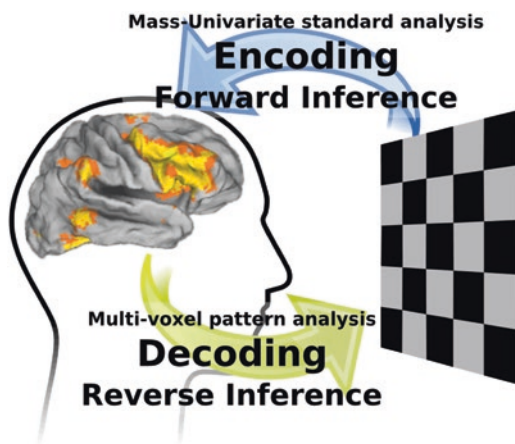 Mass-Univariate standard analysis
Encoding
Forward Inference
Multi-voxel pattern analysis
Decoding
Reverse Inference